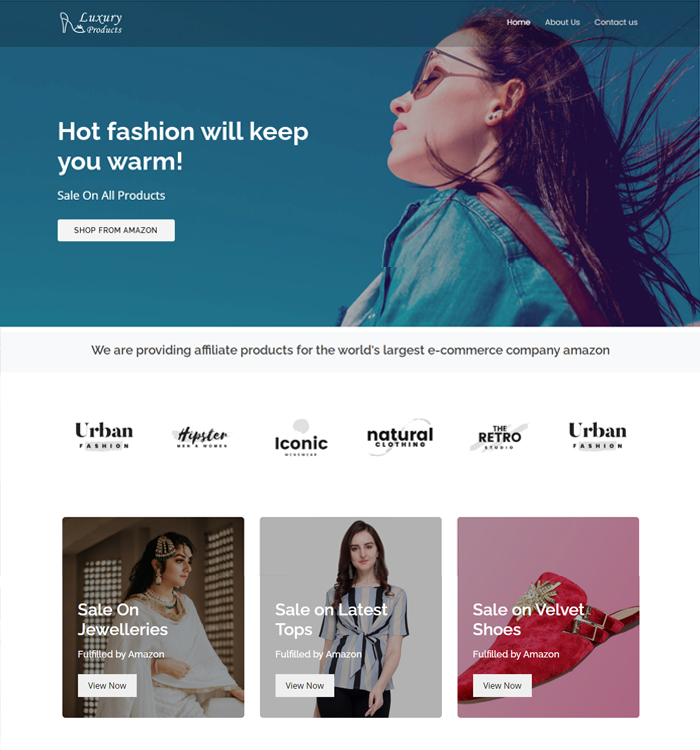 Luxury
Products
Home About Us Contact us
Hot fashion will keep
you warm!
Sale On All Products
SHOP FROM AMAZON
We are providing affiliate products for the world's largest e-commerce company amazon
Urban
FASHION
Hipster
MEN & WOMEN
Iconic
natural
CLOTHING
THE
RETRO
STUDIO
Urban
FASHION
Sale On
Jewelleries
Fulfilled by Amazon
View Now
Sale on Latest
Tops
Fulfilled by Amazon
View Now
Sale on Velvet
Shoes
Fulfilled by Amazon
View Now